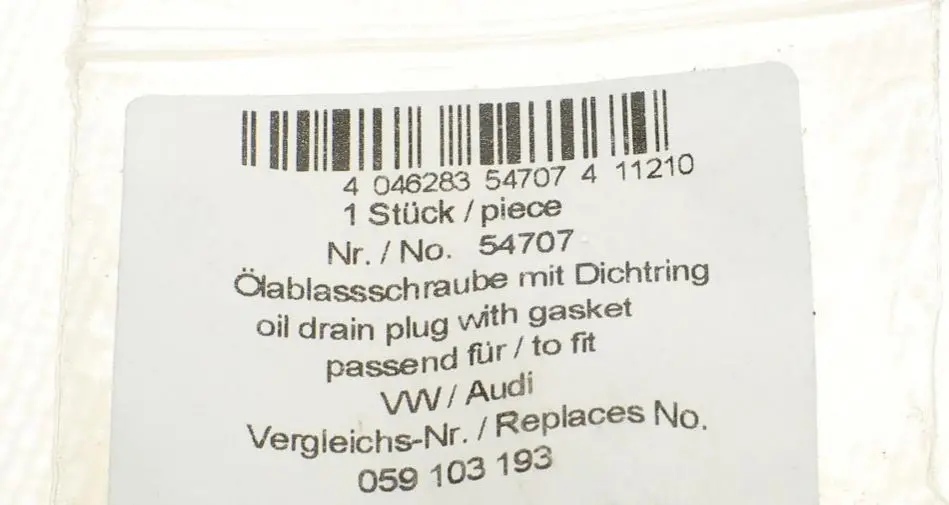 4 046283 54707 4 11210
1 Stück / piece
Nr. / No. 54707
Ölablassschraube mit Dichtring
oil drain plug with gasket
passend für / to fit
VW / Audi
Vergleichs-Nr. / Replaces No.
059 103 193